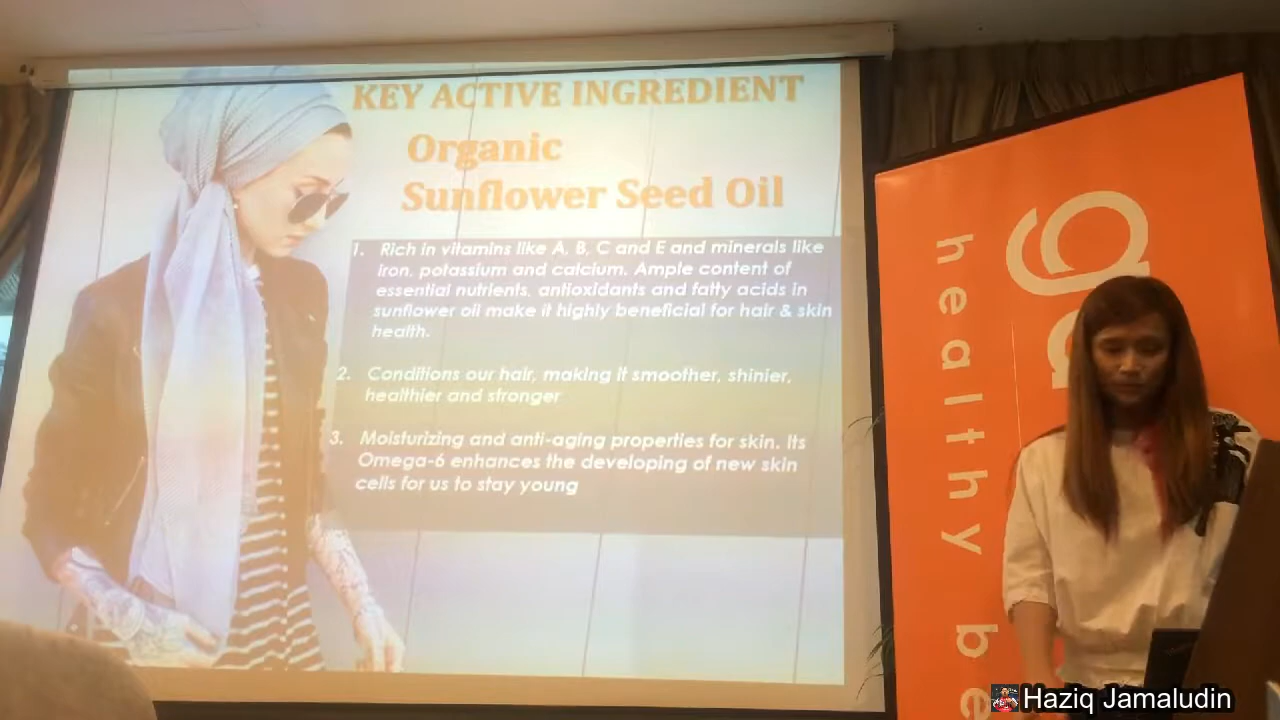 KEY ACTIVE INGREDIENT
Organic
Sunflower Seed Oil
1. Rich in vitamins like A, B, C and E and minerals like
iron, potassium and calcium. Ample content of
essential nutrients, antioxidants and fatty acids in
sunflower oil make it highly beneficial for hair & skin
health.
2. Conditions our hair, making it smoother, shinier,
healthier and stronger
3. Moisturizing and anti-aging properties for skin. Its
Omega-6 enhances the developing of new skin
cells for us to stay young
healthy be
Haziq Jamaludin